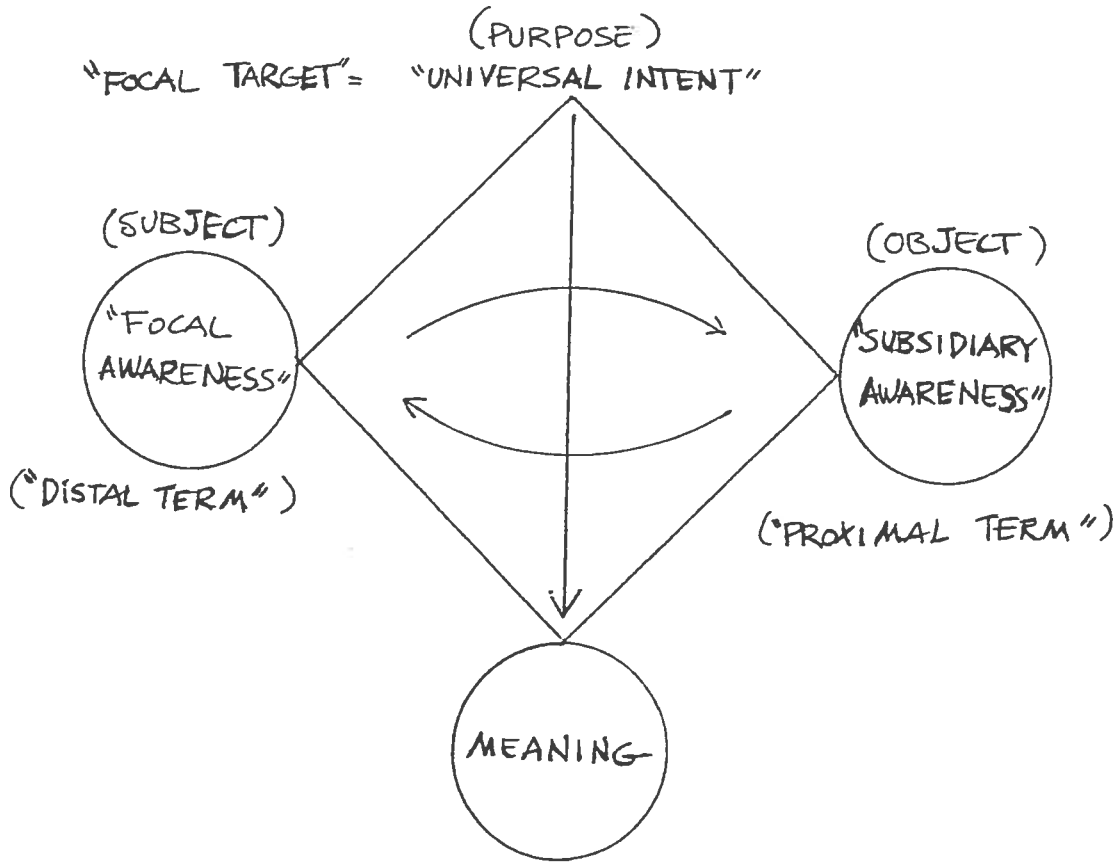 (PURPOSE)
"FOCAL TARGET" = "UNIVERSAL INTENT"
(SUBJECT)
"FOCAL
AWARENESS"
("DISTAL TERM")
(OBJECT)
"SUBSIDIARY
AWARENESS"
("PROXIMAL TERM")
MEANING